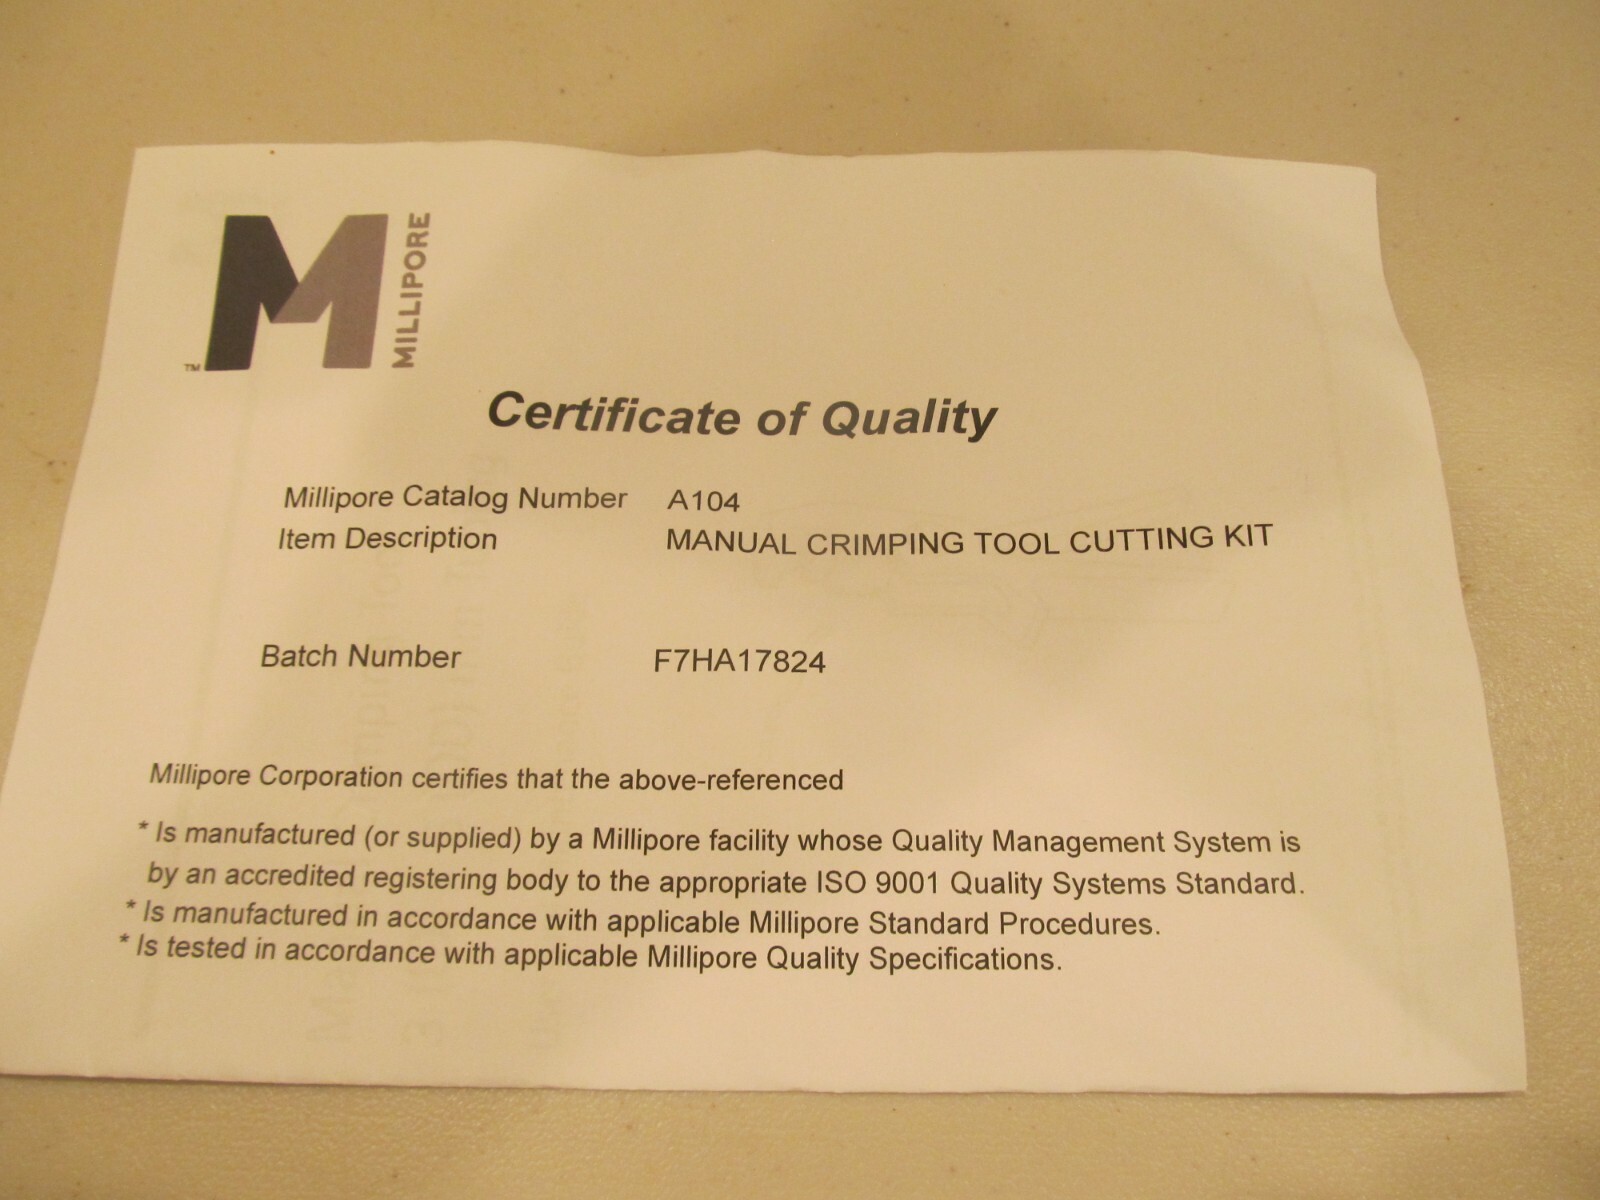 MILLIPORE
TM
Certificate of Quality
Millipore Catalog Number A104
Item Description MANUAL CRIMPING TOOL CUTTING KIT
Batch Number F7HA17824
Millipore Corporation certifies that the above-referenced
* Is manufactured (or supplied) by a Millipore facility whose Quality Management System is
by an accredited registering body to the appropriate ISO 9001 Quality Systems Standard.
* Is manufactured in accordance with applicable Millipore Standard Procedures.
* Is tested in accordance with applicable Millipore Quality Specifications.